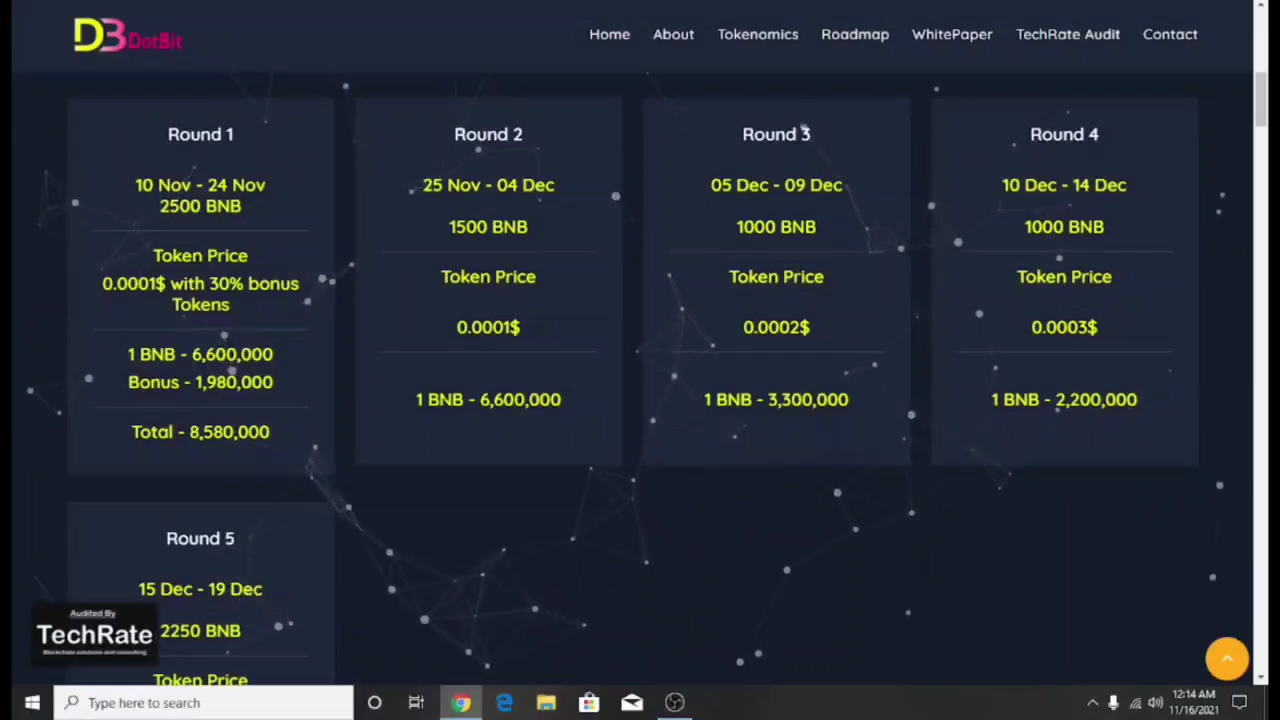 DB DotBit
Home About Tokenomics Roadmap WhitePaper TechRate Audit Contact
Round 1
10 Nov - 24 Nov
2500 BNB
Token Price
0.0001$ with 30% bonus
Tokens
1 BNB - 6,600,000
Bonus - 1,980,000
Total - 8,580,000
Round 2
25 Nov - 04 Dec
1500 BNB
Token Price
0.0001$
1 BNB - 6,600,000
Round 3
05 Dec - 09 Dec
1000 BNB
Token Price
0.0002$
1 BNB - 3,300,000
Round 4
10 Dec - 14 Dec
1000 BNB
Token Price
0.0003$
1 BNB - 2,200,000
Round 5
15 Dec - 19 Dec
2250 BNB
Token Price
Audited By
TechRate
Blockchain solutions and consulting
Type here to search
12:14 AM
11/16/2021